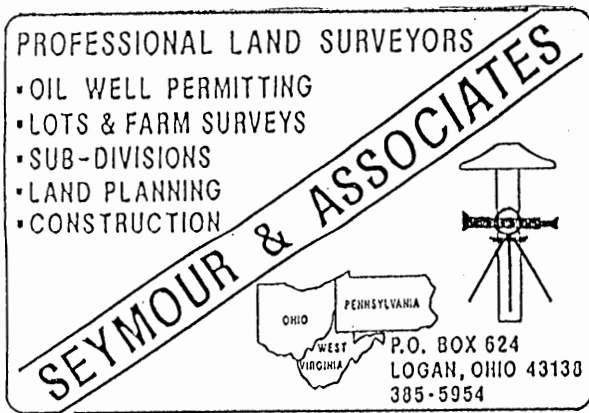 PROFESSIONAL LAND SURVEYORS
▪OIL WELL PERMITTING
▪LOTS & FARM SURVEYS
▪SUB-DIVISIONS
▪LAND PLANNING
▪CONSTRUCTION
SEYMOUR & ASSOCIATES
OHIO
PENNSYLVANIA
WEST
VIRGINIA
P.O. BOX 624
LOGAN, OHIO 43138
385-5954